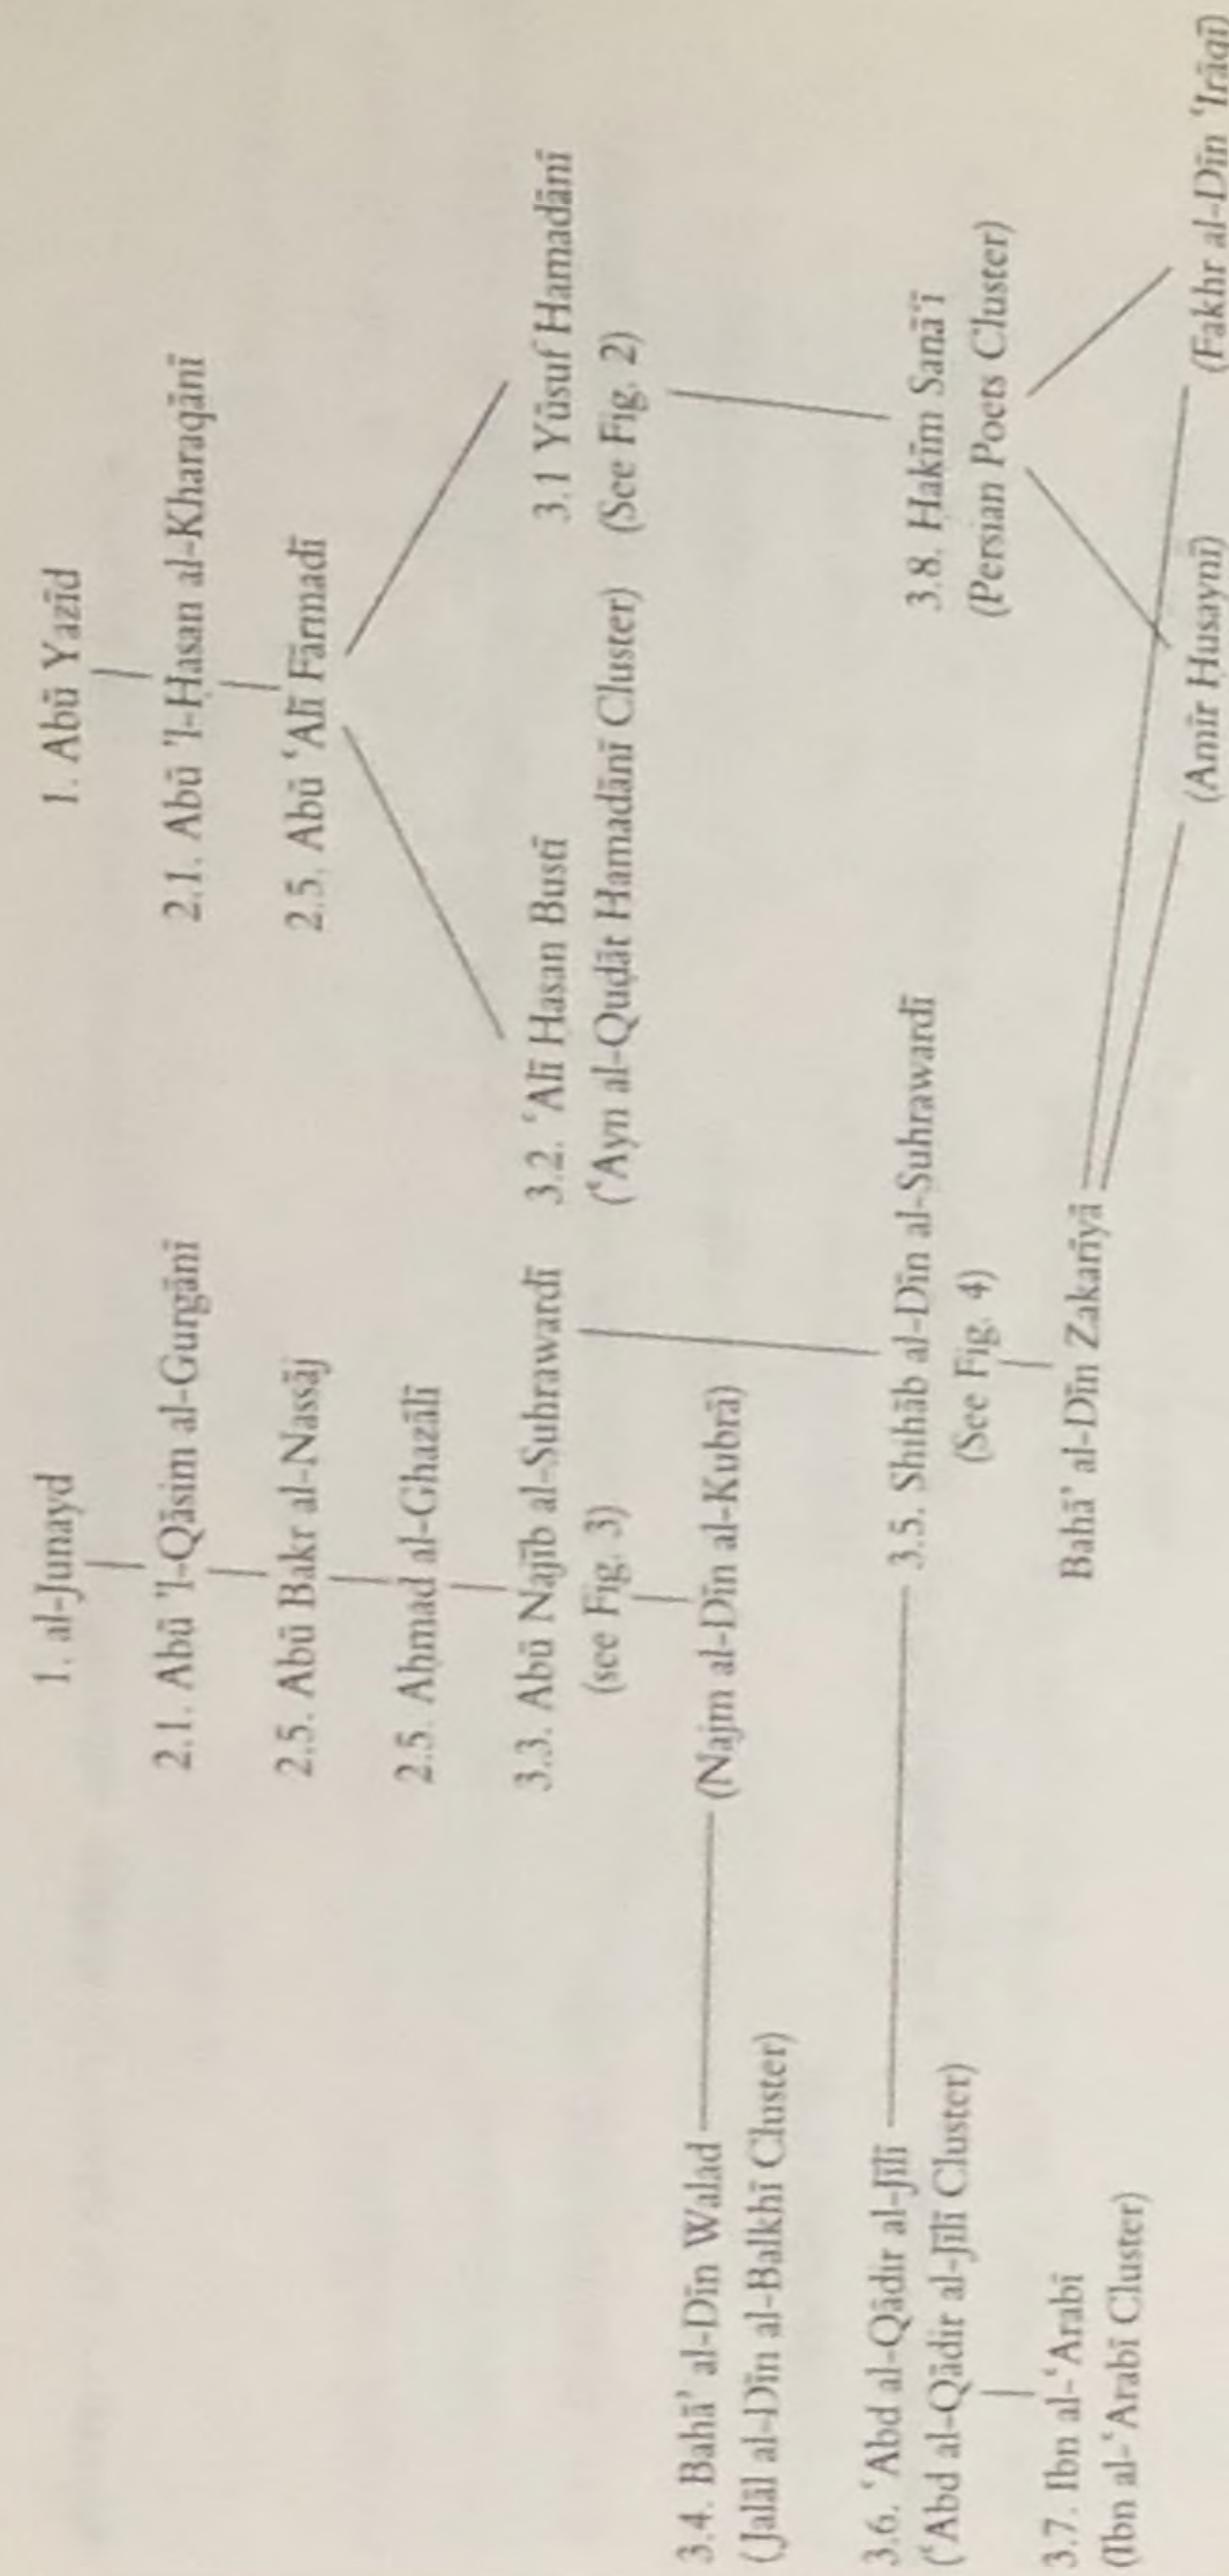 1. al-Junayd
2.1. Abū 'l-Qāsim al-Gurgānī
2.5. Abū Bakr al-Nassāj
2.5. Aḥmad al-Ghazālī
3.3. Abū Najīb al-Suhrawardī
(see Fig. 3)
(Najm al-Dīn al-Kubrā)
3.4. Bahā’ al-Dīn Walad
(Jalāl al-Dīn al-Balkhī Cluster)
3.5. Shihāb al-Dīn al-Suhrawardī
(See Fig. 4)
3.6. ‘Abd al-Qādir al-Jīlī
(‘Abd al-Qādir al-Jīlī Cluster)
3.7. Ibn al-‘Arabī
(Ibn al-‘Arabī Cluster)
Bahā’ al-Dīn Zakarīyā
1. Abū Yazīd
2.1. Abū 'l-Ḥasan al-Kharaqānī
2.5. Abū ‘Alī Fārmadī
3.2. ‘Alī Ḥasan Bustī
(‘Ayn al-Quḍāt Hamadānī Cluster)
3.1 Yūsuf Hamadānī
(See Fig. 2)
3.8. Ḥakīm Sanā’ī
(Persian Poets Cluster)
(Amīr Ḥusaynī)
(Fakhr al-Dīn ‘Irāqī)